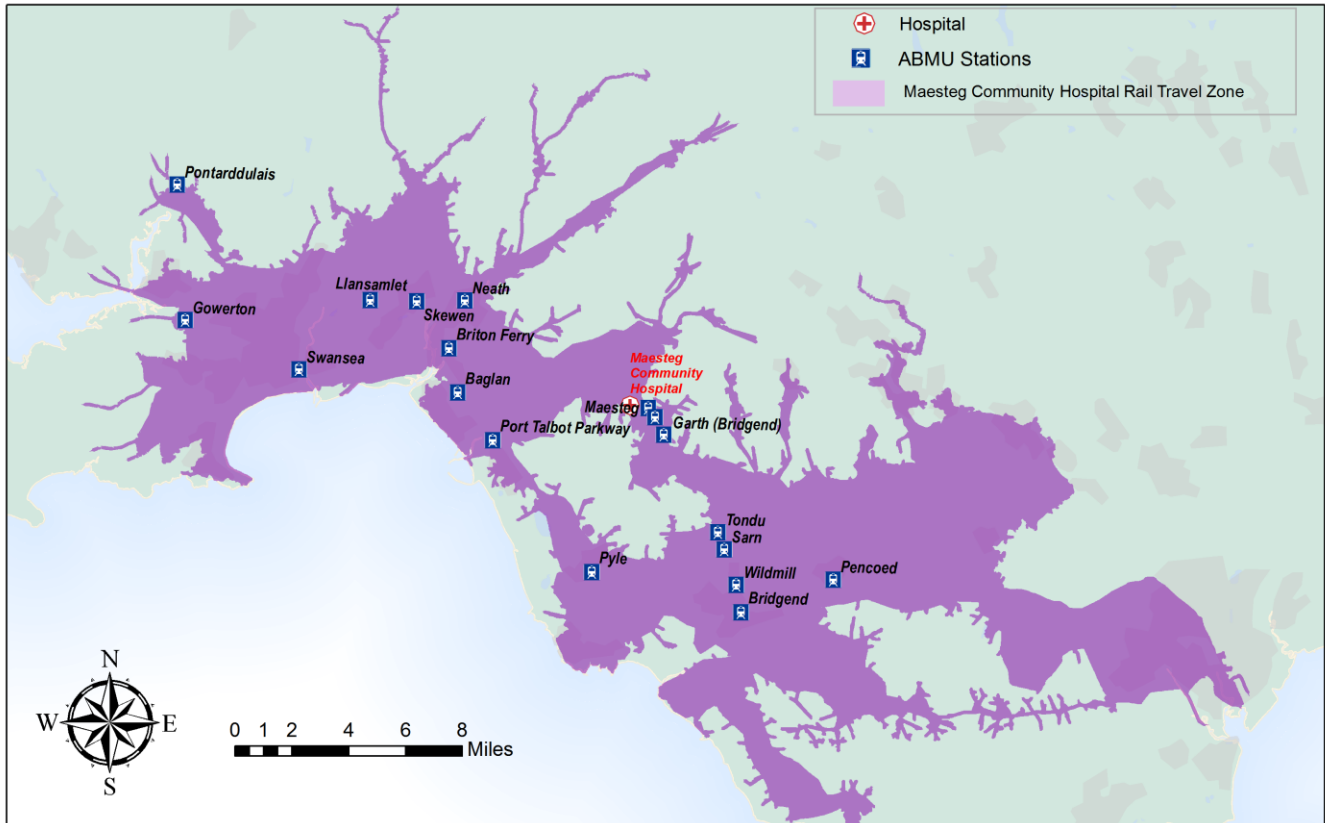 Hospital
ABMU Stations
Maesteg Community Hospital Rail Travel Zone
Pontarddulais
Llansamlet
Neath
Skewen
Gowerton
Briton Ferry
Swansea
Maesteg
Community
Hospital
Baglan
Maesteg
Garth (Bridgend)
Port Talbot Parkway
Tondu
Sarn
Pyle
Wildmill
Pencoed
Bridgend
N
W E
S
0 1 2 4 6 8
Miles